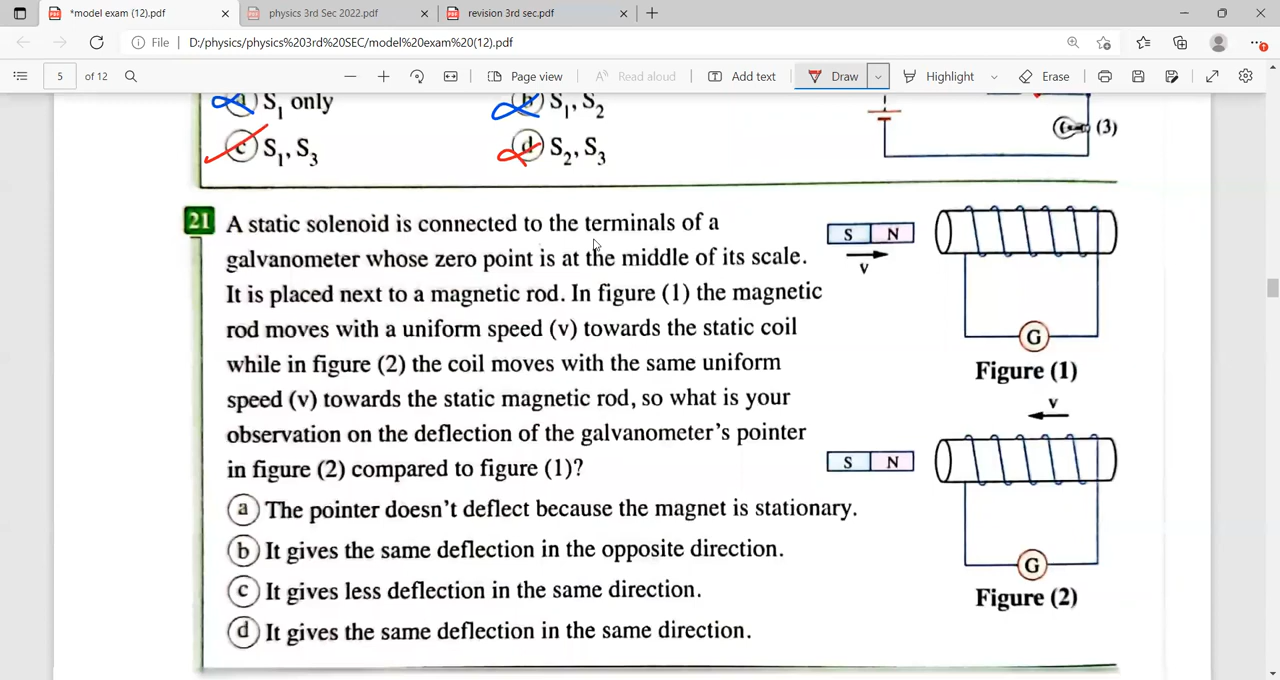 *model exam (12).pdf
physics 3rd Sec 2022.pdf
revision 3rd sec.pdf
File
D:/physics/physics%203rd%20SEC/model%20exam%20(12).pdf
5 of 12
Page view
Read aloud
Add text
Draw
Highlight
Erase
a S1 only
b S1, S2
c S1, S3
d S2, S3
(3)
21 A static solenoid is connected to the terminals of a
galvanometer whose zero point is at the middle of its scale.
It is placed next to a magnetic rod. In figure (1) the magnetic
rod moves with a uniform speed (v) towards the static coil
while in figure (2) the coil moves with the same uniform
speed (v) towards the static magnetic rod, so what is your
observation on the deflection of the galvanometer's pointer
in figure (2) compared to figure (1)?
a The pointer doesn't deflect because the magnet is stationary.
b It gives the same deflection in the opposite direction.
c It gives less deflection in the same direction.
d It gives the same deflection in the same direction.
S N
v
G
Figure (1)
v
S N
G
Figure (2)